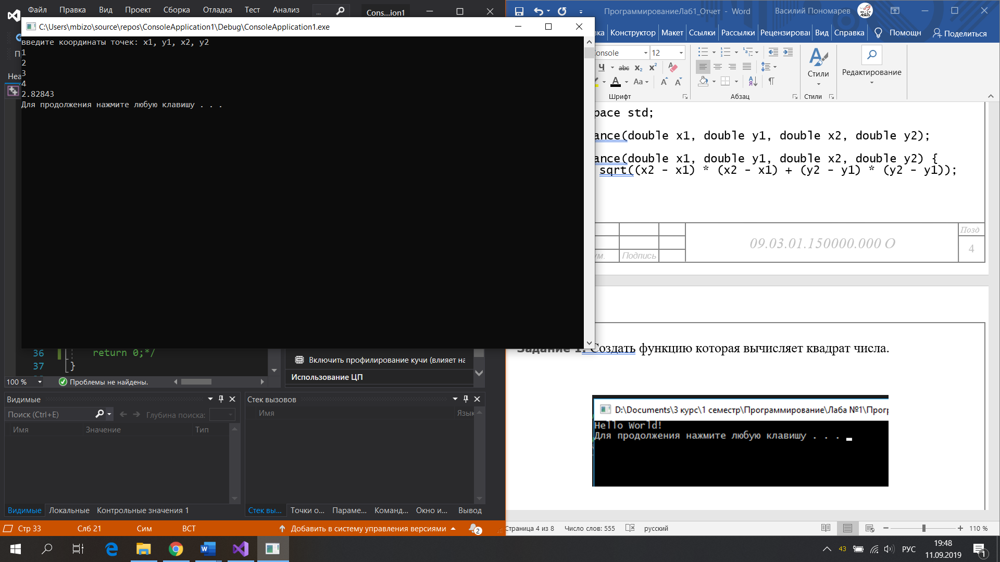 Файл Правка Вид Проект Сборка Отладка Тест Анализ ... Cons...ion1
C:\Users\mbizo\source\repos\ConsoleApplication1\Debug\ConsoleApplication1.exe
введите координаты точек: x1, y1, x2, y2
1
2
3
4
2.82843
Для продолжения нажмите любую клавишу . . .
36 return 0;*/
37 }
100 % Проблемы не найдены.
Включить профилирование кучи (влияет на
Использование ЦП
Видимые
Поиск (Ctrl+E) Глубина поиска:
Имя Значение Тип
Видимые Локальные Контрольные значения 1
Стек вызовов
Имя Язык
Стек вы... Точки о... Параме... Команд... Окно и... Вывод
Стр 33 Слб 21 Сим ВСТ Добавить в систему управления версиями 2
ПрограммированиеЛаб1_Отчет - Word Василий Пономарев
ка Конструктор Макет Ссылки Рассылки Рецензирова Вид Справка Помощн Поделиться
onsole 12
Ч abc x₂ x²
А Aa А А
Шрифт Абзац Стили Стили Редактирование
pace std;
ance(double x1, double y1, double x2, double y2);
ance(double x1, double y1, double x2, double y2) {
sqrt((x2 - x1) * (x2 - x1) + (y2 - y1) * (y2 - y1));
09.03.01.150000.000 О
Позд
4
ум. Подпись
Задание 1. Создать функцию которая вычисляет квадрат числа.
D:\Documents\3 курс\1 семестр\Программирование\Лаба №1\Прог
Hello World!
Для продолжения нажмите любую клавишу . . .
Страница 4 из 8 Число слов: 555 русский 110 %
43 РУС 19:48
11.09.2019 1